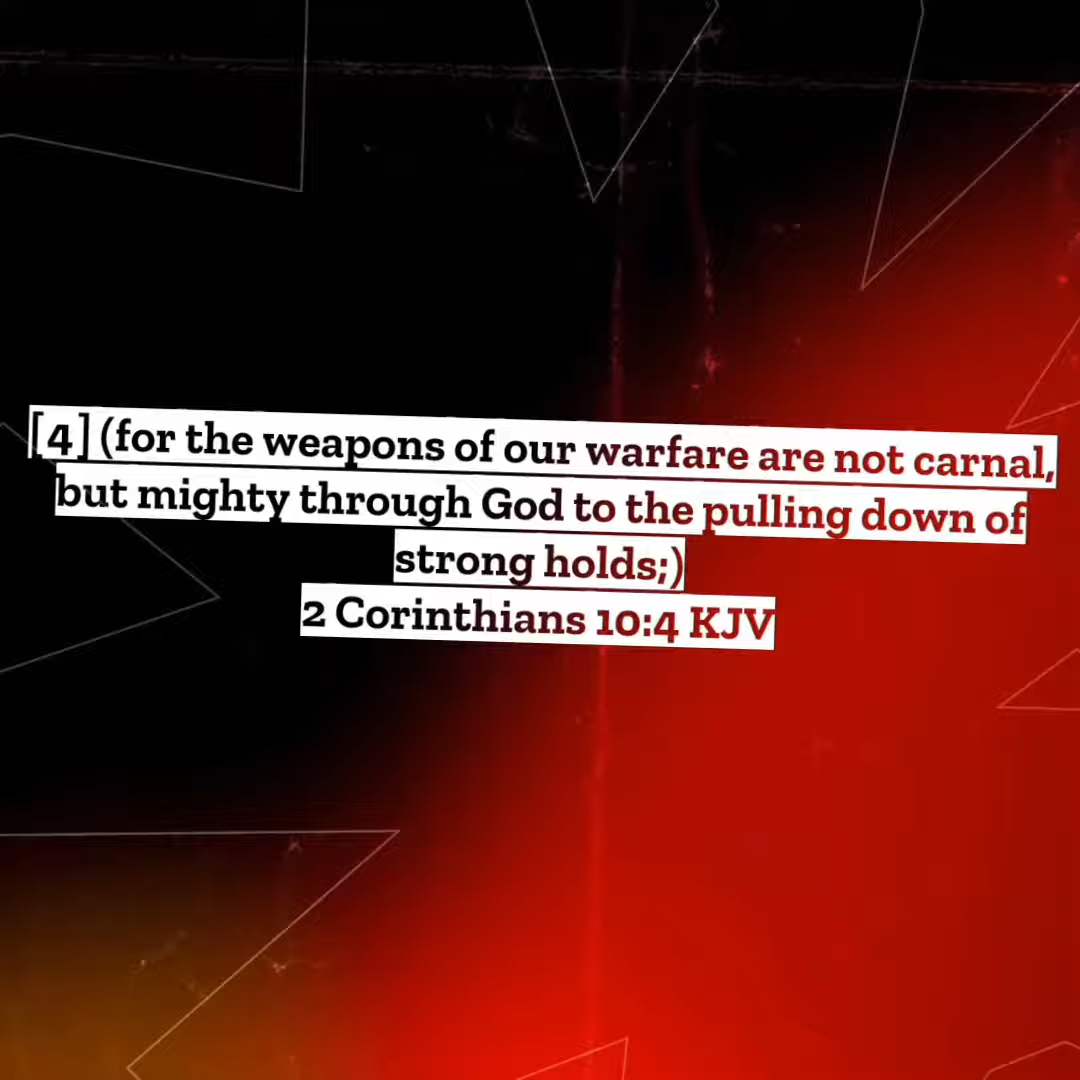 [4] (for the weapons of our warfare are not carnal,
but mighty through God to the pulling down of
strong holds;)
2 Corinthians 10:4 KJV